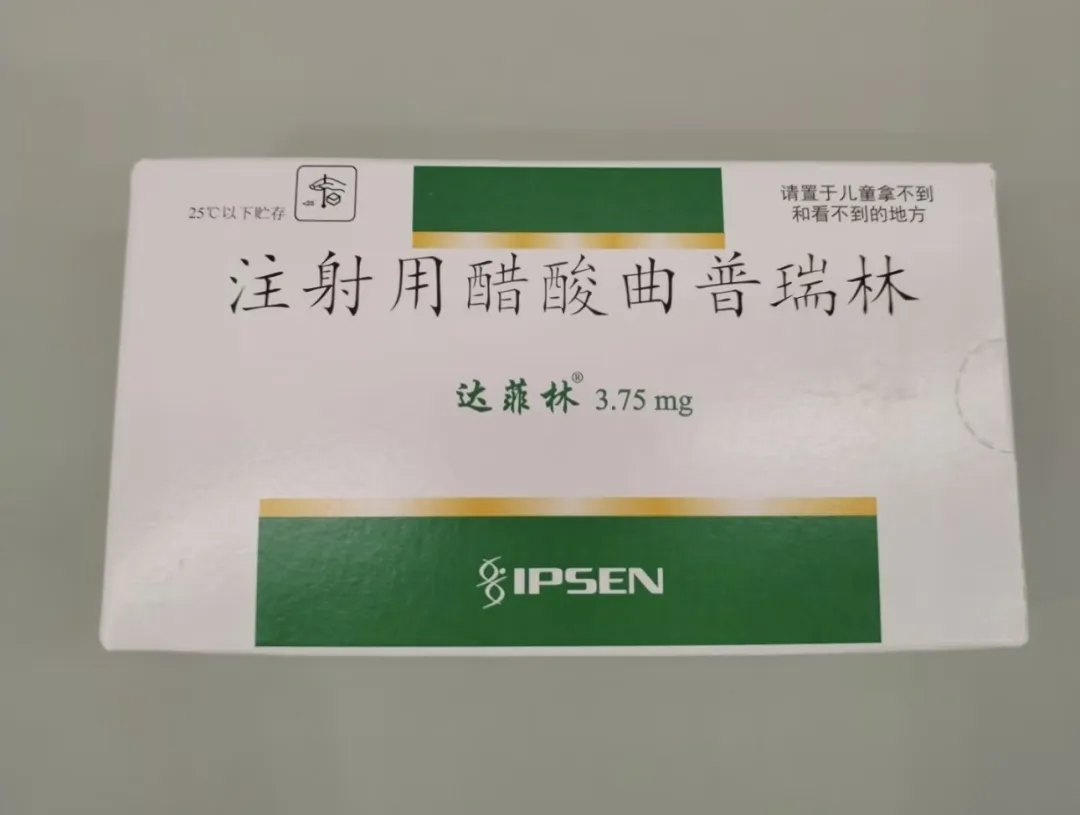 25℃以下贮存
请置于儿童拿不到
和看不到的地方
注射用醋酸曲普瑞林
达菲林® 3.75 mg
IPSEN